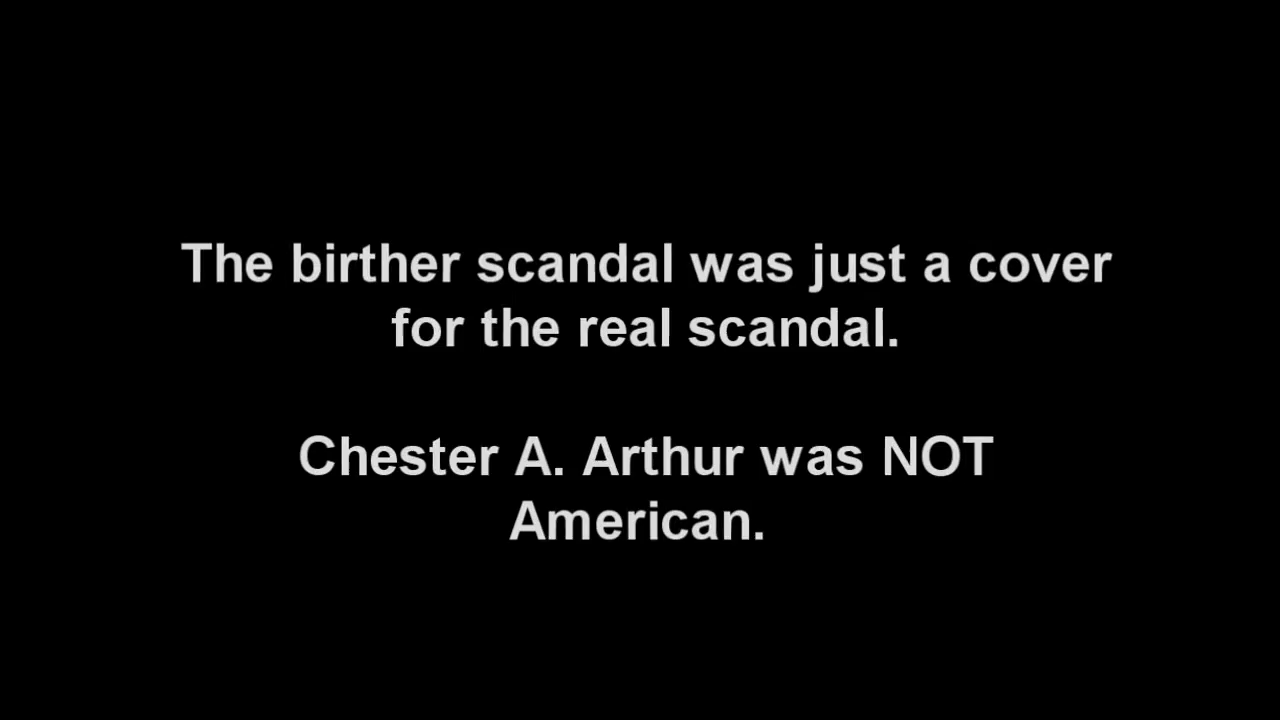 The birther scandal was just a cover
for the real scandal.
Chester A. Arthur was NOT
American.